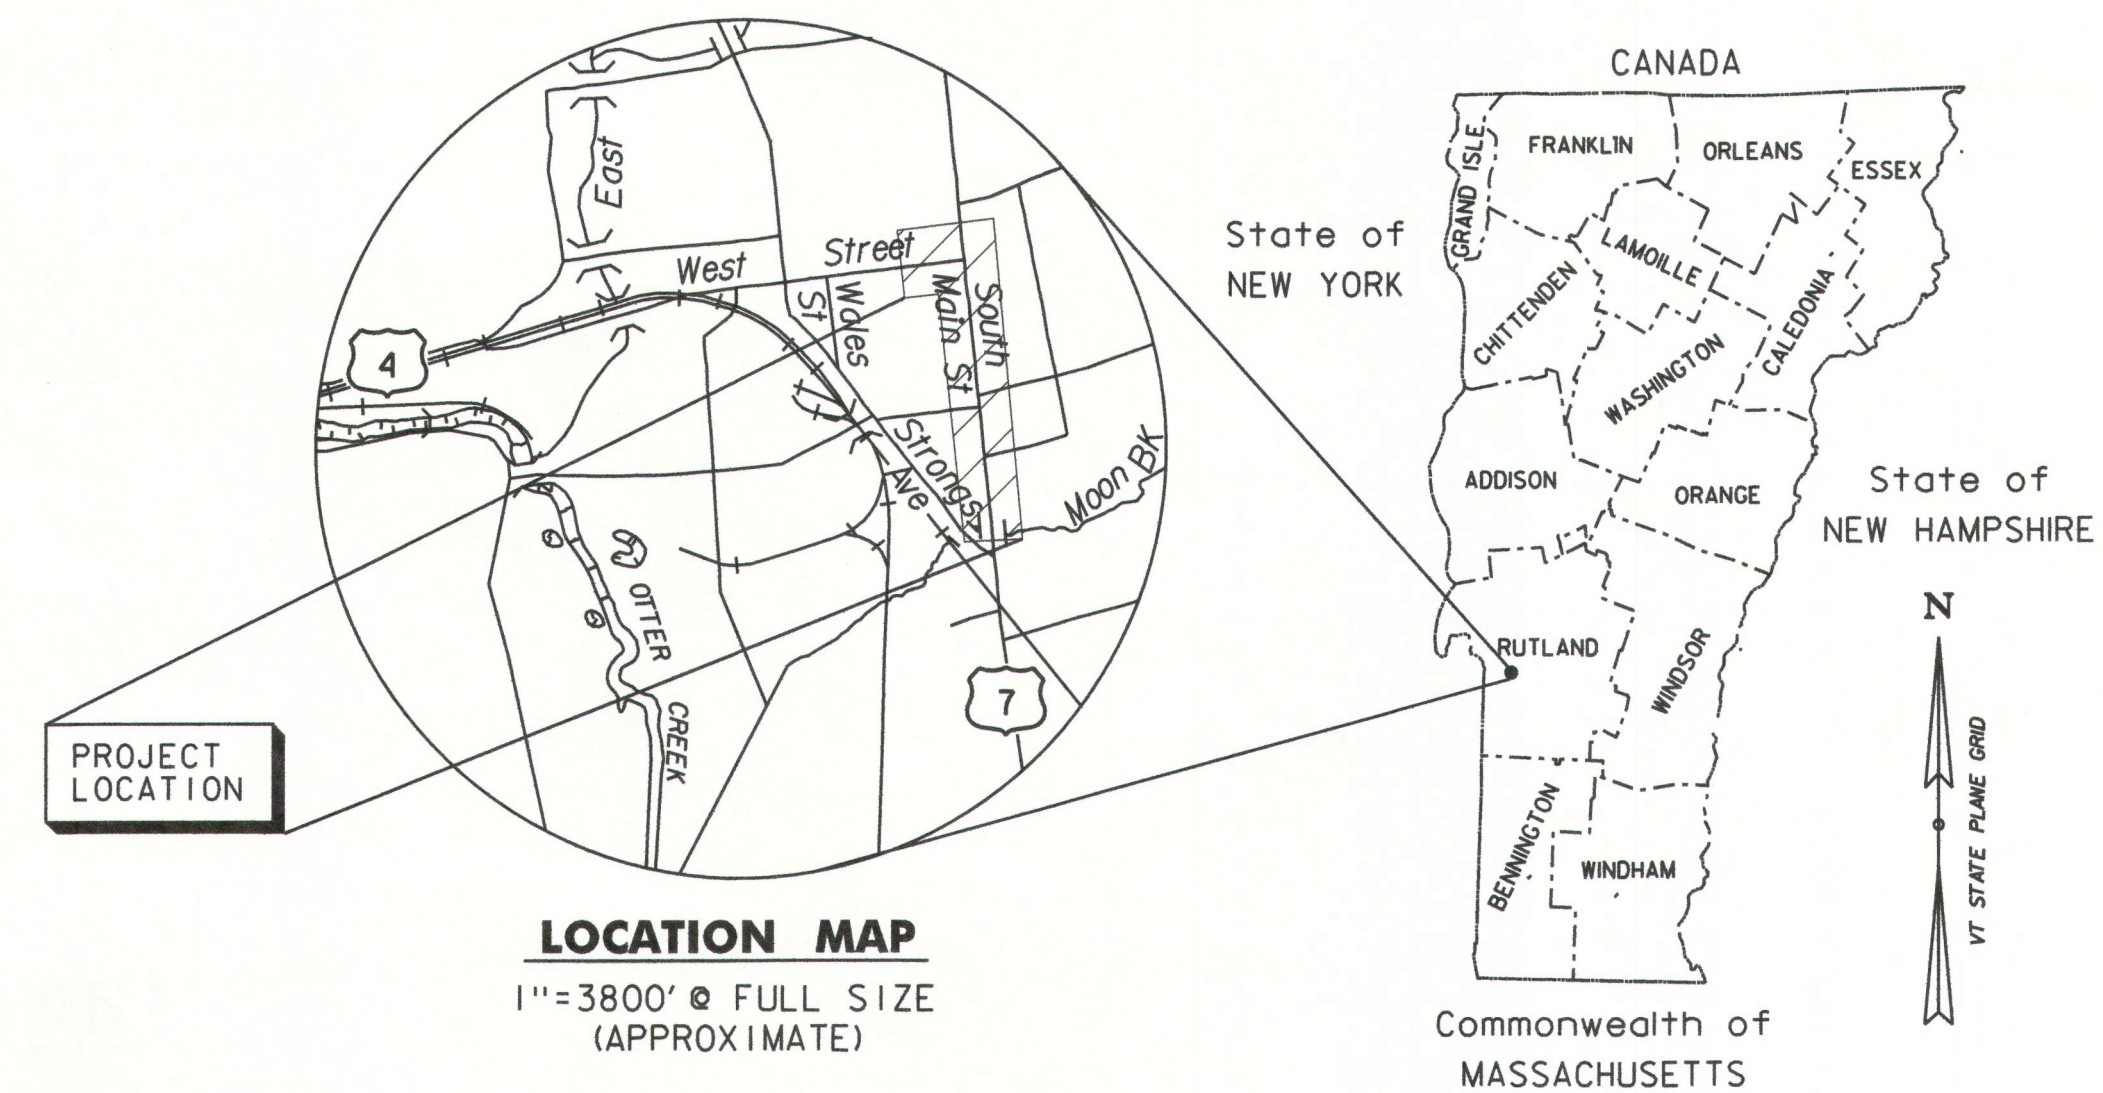 East
West
Street
Wales
St
South
Main St
4
Strongs
Ave
Moon BK
OTTER
CREEK
7
PROJECT
LOCATION
LOCATION MAP
1"=3800' @ FULL SIZE
(APPROXIMATE)
CANADA
GRAND ISLE
FRANKLIN
ORLEANS
ESSEX
State of
NEW YORK
LAMOILLE
CHITTENDEN
CALEDONIA
WASHINGTON
ADDISON
ORANGE
State of
NEW HAMPSHIRE
RUTLAND
WINDSOR
BENNINGTON
WINDHAM
N
VT STATE PLANE GRID
Commonwealth of
MASSACHUSETTS